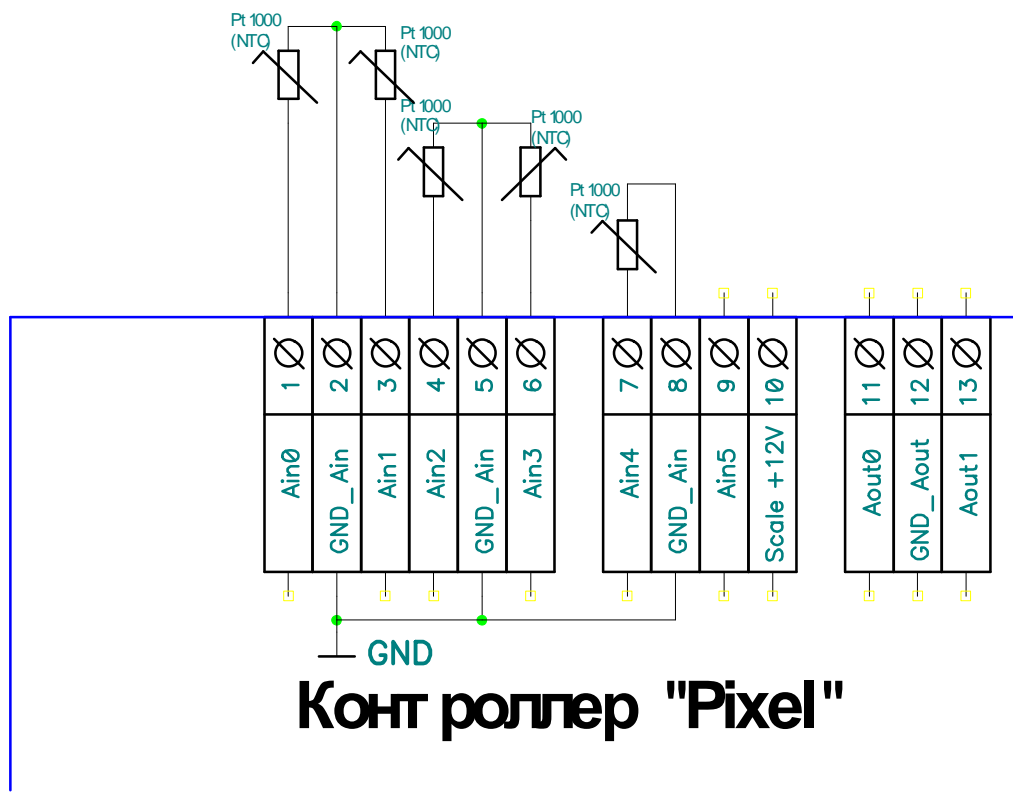 Pt 1000
(NTC)
Pt 1000
(NTC)
Pt 1000
(NTC)
Pt 1000
(NTC)
Pt 1000
(NTC)
1
2
3
4
5
6
7
8
9
10
11
12
13
Ain0
GND_Ain
Ain1
Ain2
GND_Ain
Ain3
Ain4
GND_Ain
Ain5
Scale +12V
Aout0
GND_Aout
Aout1
GND
Контроллер "Pixel"